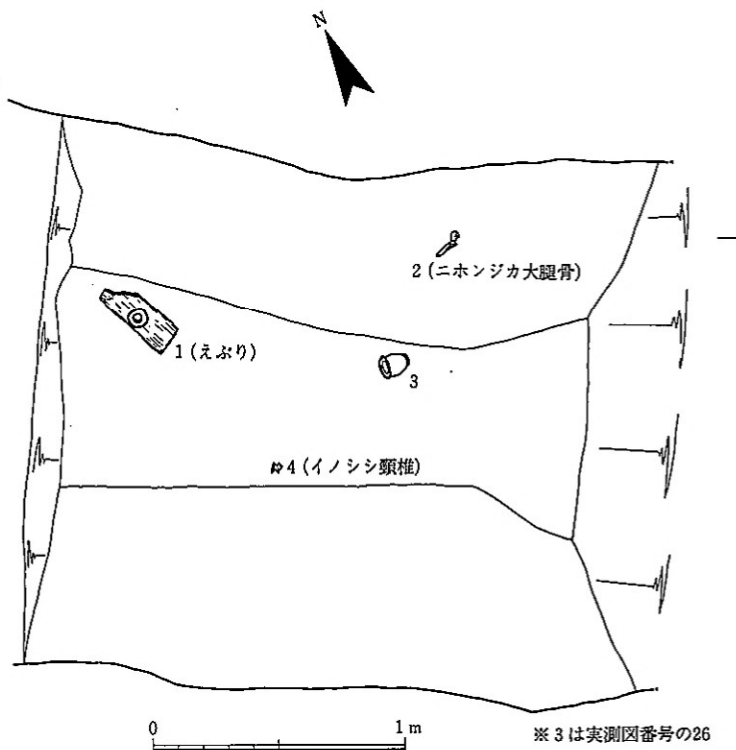 N
2 (ニホンジカ大腿骨)
1 (えぶり)
3
4 (イノシシ頸椎)
0 1 m
※ 3 は実測図番号の26